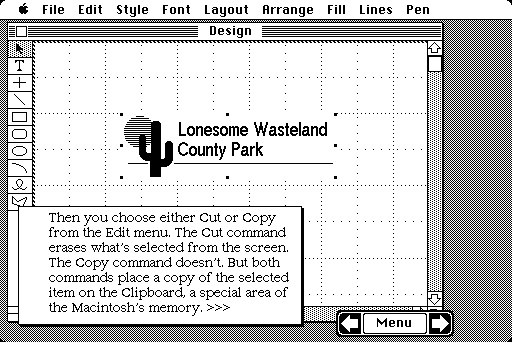 File Edit Style Font Layout Arrange Fill Lines Pen
Design
T
Lonesome Wasteland
County Park
Then you choose either Cut or Copy
from the Edit menu. The Cut command
erases what's selected from the screen.
The Copy command doesn't. But both
commands place a copy of the selected
item on the Clipboard, a special area of
the Macintosh's memory. >>>
Menu